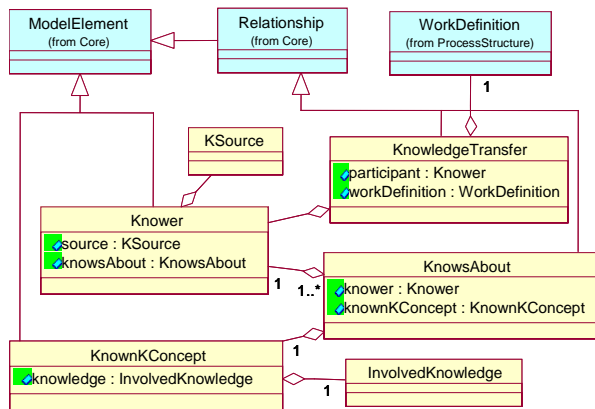 ModelElement
(from Core)
Relationship
(from Core)
WorkDefinition
(from ProcessStructure)
1
KSource
KnowledgeTransfer
participant : Knower
workDefinition : WorkDefinition
Knower
source : KSource
knowsAbout : KnowsAbout
1
1..*
KnowsAbout
knower : Knower
knownKConcept : KnownKConcept
1
KnownKConcept
knowledge : InvolvedKnowledge
1
InvolvedKnowledge